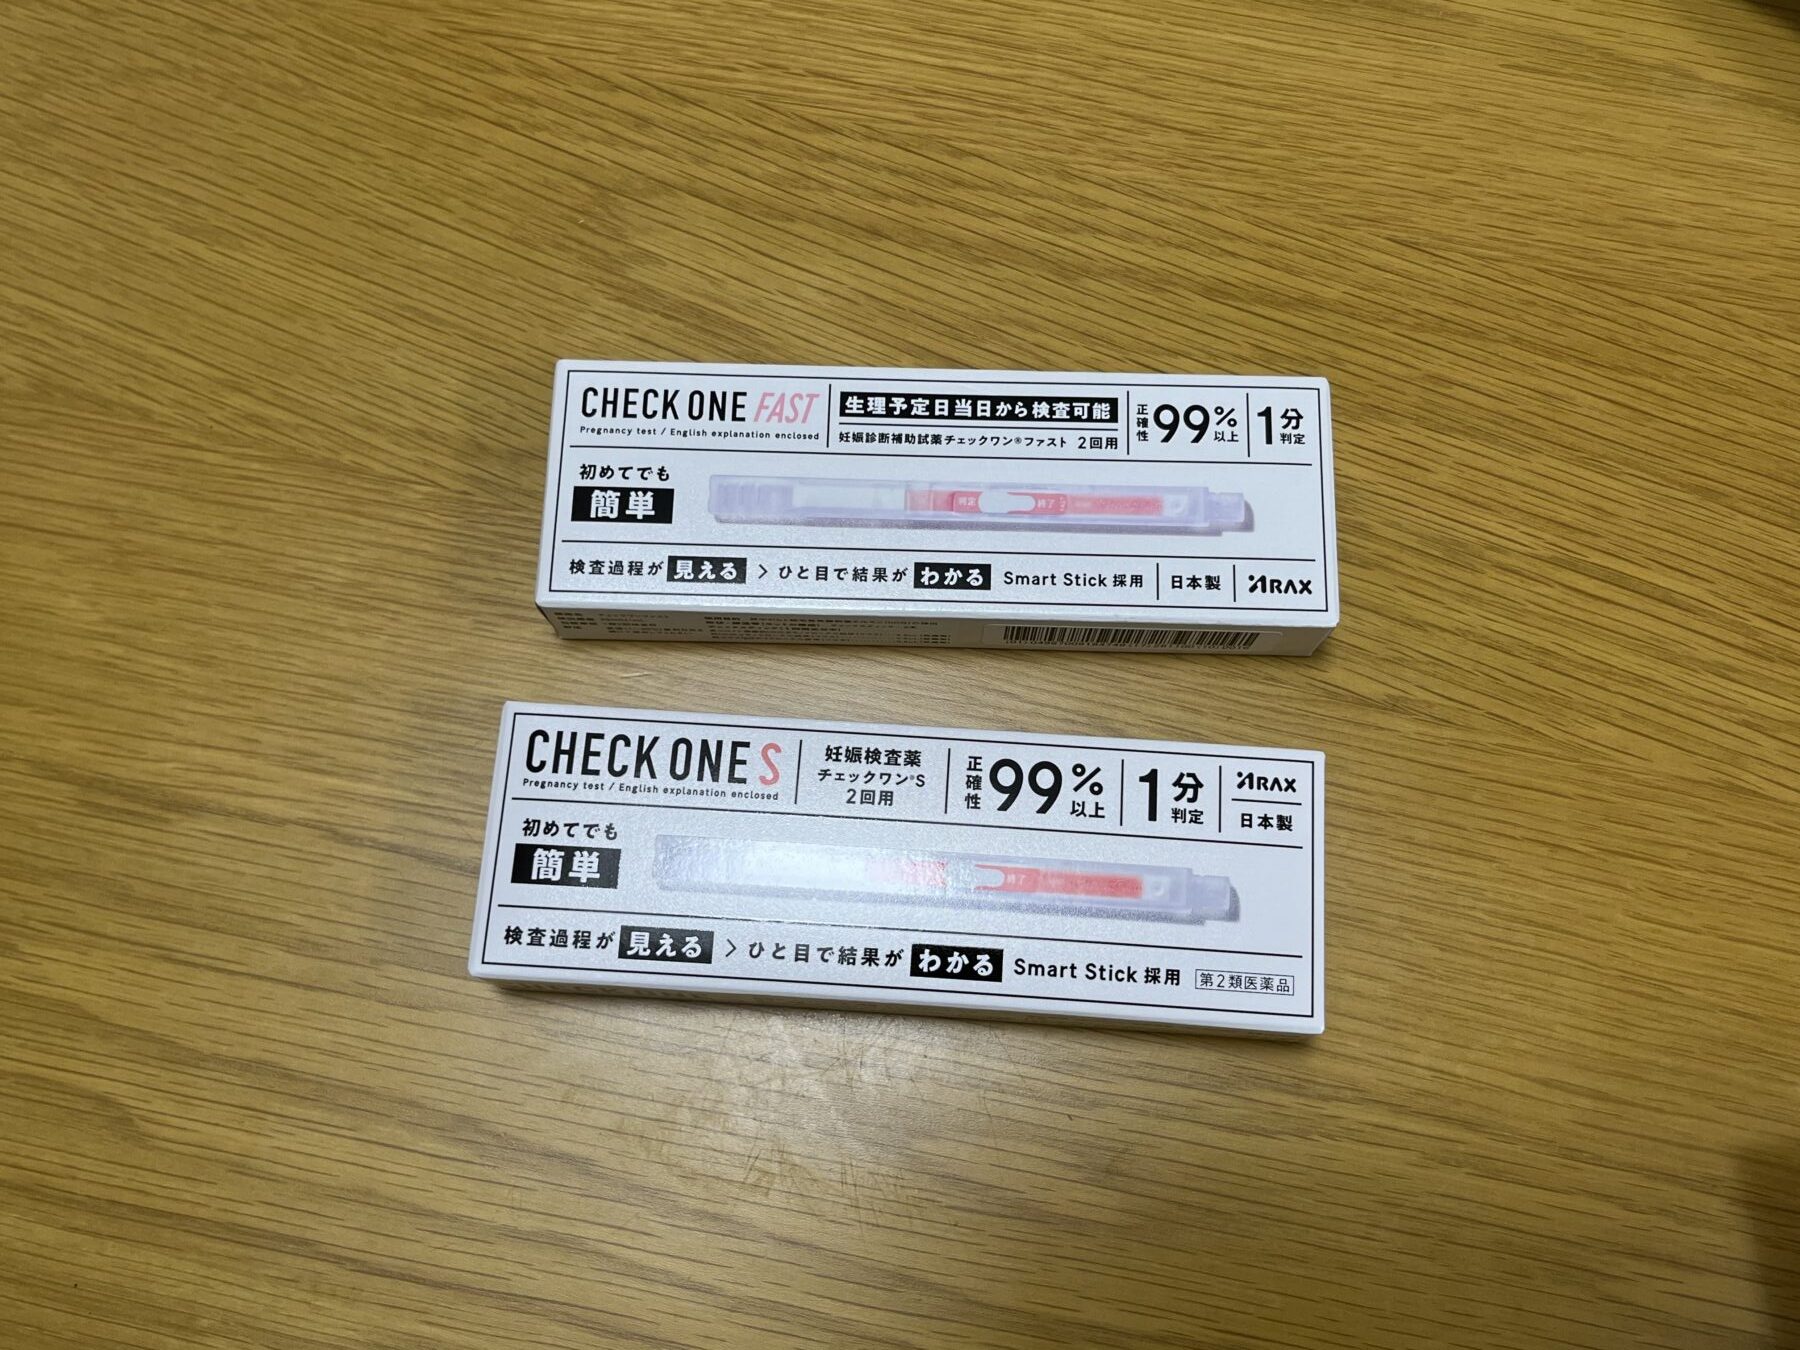 CHECK ONE FAST
Pregnancy test / English explanation enclosed
生理予定日当日から検査可能
妊娠診断補助試薬チェックワン®ファスト 2回用
正確性 99%以上
1分判定
初めてでも
簡単
判定 終了
検査過程が 見える > ひと目で結果が わかる Smart Stick 採用
日本製
ARAX
CHECK ONE S
Pregnancy test / English explanation enclosed
妊娠検査薬
チェックワン®S
2回用
正確性 99%以上
1分判定
ARAX
日本製
初めてでも
簡単
終了
検査過程が 見える > ひと目で結果が わかる Smart Stick 採用
第2類医薬品